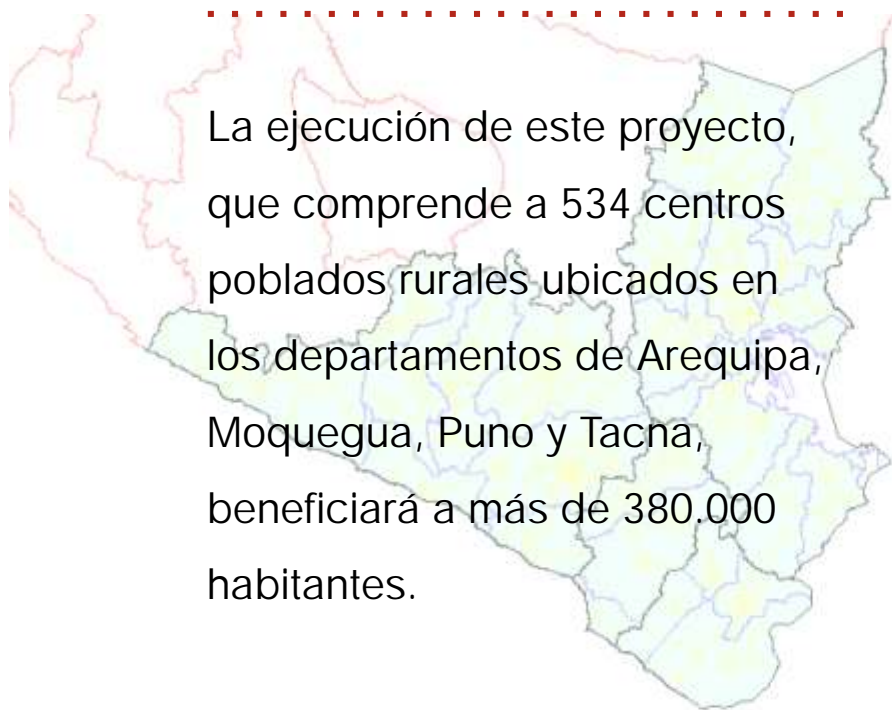 La ejecución de este proyecto,
que comprende a 534 centros
poblados rurales ubicados en
los departamentos de Arequipa,
Moquegua, Puno y Tacna,
beneficiará a más de 380.000
habitantes.